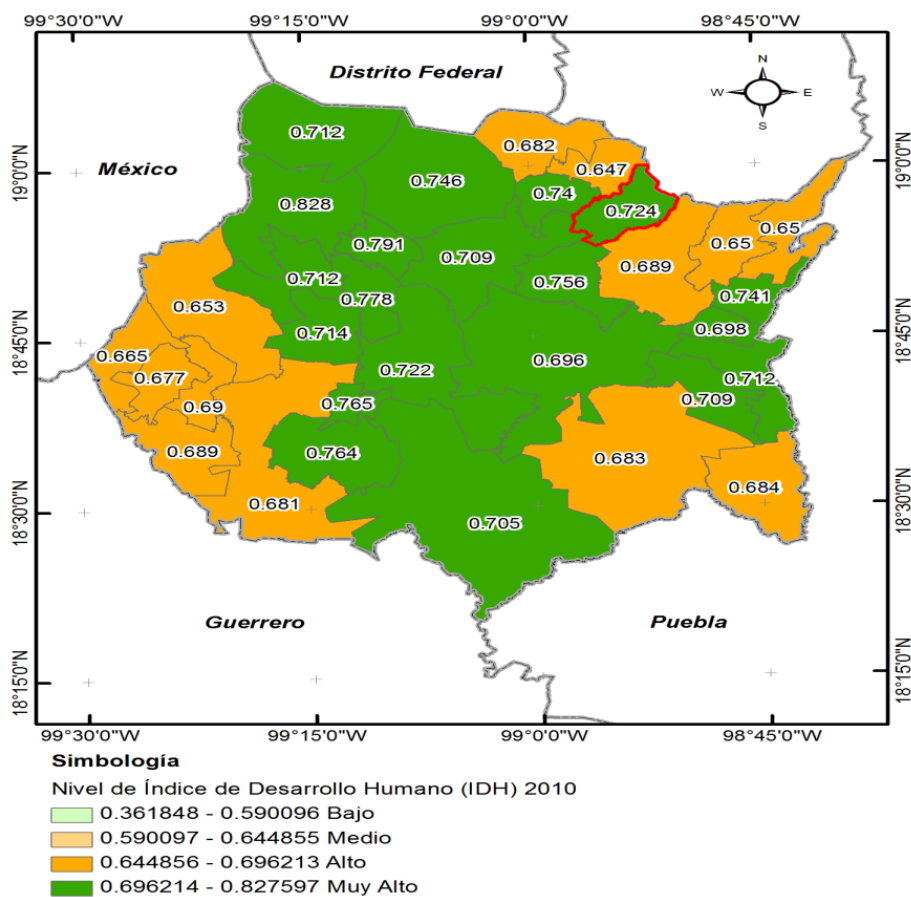 99°30'0"W 99°15'0"W 99°0'0"W 98°45'0"W
Distrito Federal
N
W E
S
México
19°0'0"N
19°0'0"N
0.712
0.682
0.647
0.746
0.74
0.828
0.724
0.65
0.65
0.791
0.709
0.689
0.712
0.756
0.741
0.778
0.653
0.714
0.698
18°45'0"N
18°45'0"N
0.665
0.696
0.677
0.722
0.712
0.69
0.765
0.709
0.689
0.764
0.683
0.684
0.681
18°30'0"N
18°30'0"N
0.705
Guerrero
Puebla
18°15'0"N
18°15'0"N
99°30'0"W 99°15'0"W 99°0'0"W 98°45'0"W
Simbología
Nivel de Índice de Desarrollo Humano (IDH) 2010
0.361848 - 0.590096 Bajo
0.590097 - 0.644855 Medio
0.644856 - 0.696213 Alto
0.696214 - 0.827597 Muy Alto